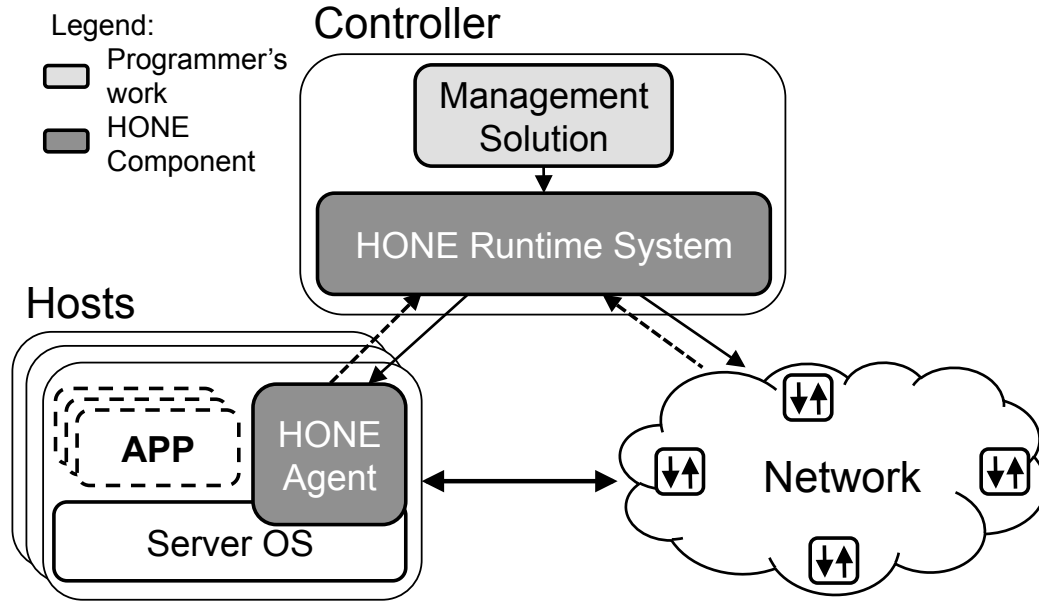 Legend:
Programmer’s
work
HONE
Component
Controller
Management
Solution
HONE Runtime System
Hosts
APP
HONE
Agent
Server OS
Network